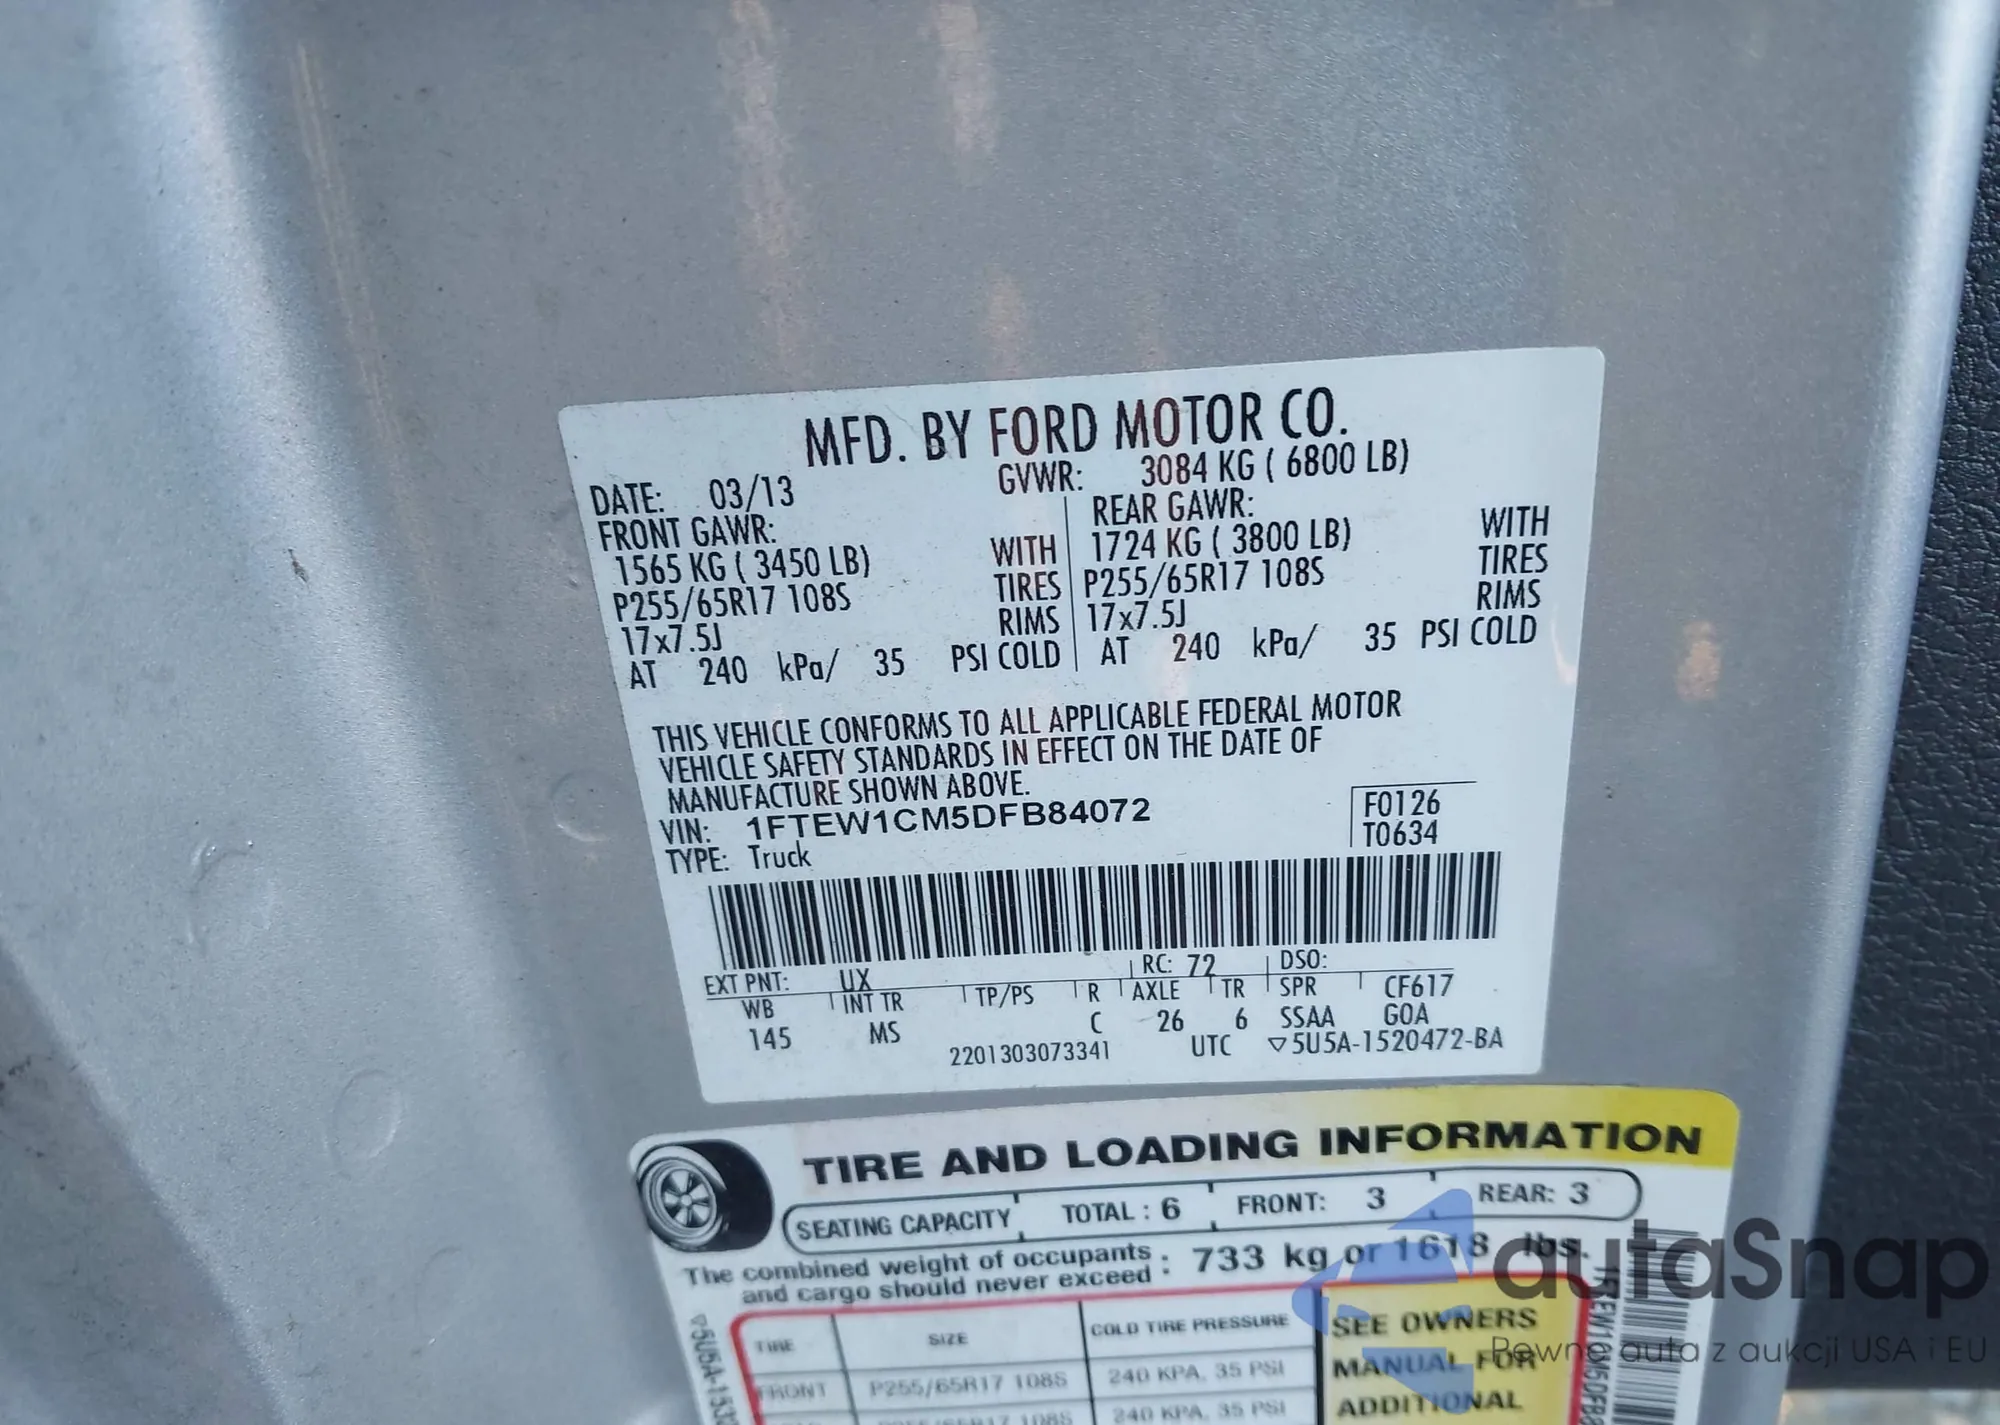 MFD. BY FORD MOTOR CO.
DATE: 03/13 GVWR: 3084 KG ( 6800 LB)
FRONT GAWR: REAR GAWR:
1565 KG ( 3450 LB) WITH 1724 KG ( 3800 LB) WITH
P255/65R17 108S TIRES P255/65R17 108S TIRES
17x7.5J RIMS 17x7.5J RIMS
AT 240 kPa/ 35 PSI COLD AT 240 kPa/ 35 PSI COLD
THIS VEHICLE CONFORMS TO ALL APPLICABLE FEDERAL MOTOR
VEHICLE SAFETY STANDARDS IN EFFECT ON THE DATE OF
MANUFACTURE SHOWN ABOVE.
VIN: 1FTEW1CM5DFB84072 F0126
TYPE: Truck T0634
EXT PNT: UX RC: 72 DSO:
WB INT TR TP/PS R AXLE TR SPR CF617
145 MS C 26 6 SSAA GOA
2201303073341 UTC ▽5U5A-1520472-BA
TIRE AND LOADING INFORMATION
SEATING CAPACITY TOTAL : 6 FRONT: 3 REAR: 3
The combined weight of occupants
and cargo should never exceed : 733 kg or 1618 lbs.
TIRE SIZE COLD TIRE PRESSURE SEE OWNERS
FRONT P255/65R17 108S 240 KPA, 35 PSI MANUAL FOR
P255/65R17 108S 240 KPA, 35 PSI ADDITIONAL
autaSnap
Pewne auta z aukcji USA i EU